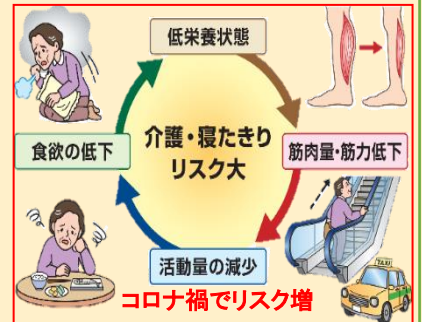 低栄養状態
介護・寝たきり
リスク大
食欲の低下
筋肉量・筋力低下
活動量の減少
コロナ禍でリスク増